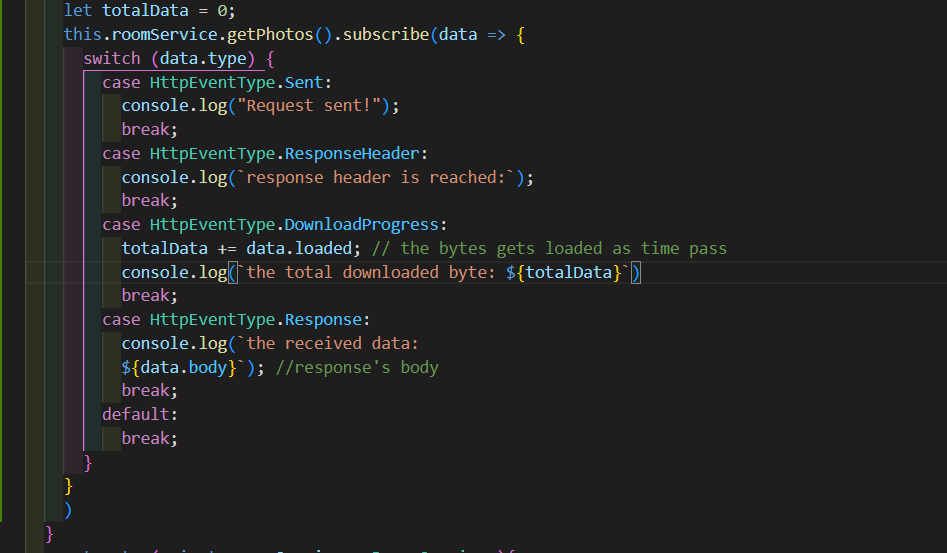 let totalData = 0;
this.roomService.getPhotos().subscribe(data => {
switch (data.type) {
case HttpEventType.Sent:
console.log("Request sent!");
break;
case HttpEventType.ResponseHeader:
console.log(`response header is reached:`);
break;
case HttpEventType.DownloadProgress:
totalData += data.loaded; // the bytes gets loaded as time pass
console.log(`the total downloaded byte: ${totalData}`)
break;
case HttpEventType.Response:
console.log(`the received data:
${data.body}`); //response's body
break;
default:
break;
}
}
)
}